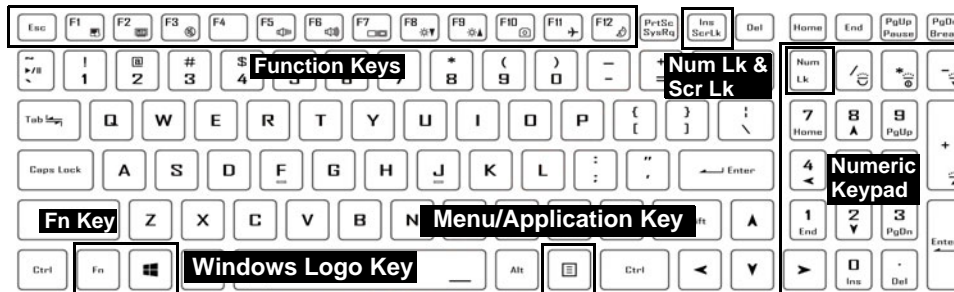 Esc F1 F2 F3 F4 F5 F6 F7 F8 F9 F10 F11 F12 PrtSc SysRq Ins ScrLk Del Home End PgUp Pause PgDn Brea
~ ` ! 1 @ 2 # 3 $ 4 * 8 ( 9 ) 0 _ - + = Num Lk / * -
Function Keys
Num Lk &
Scr Lk
Tab Q W E R T Y U I O P { [ } ] ¦ \ 7 Home 8 9 PgUp +
Caps Lock A S D F G H J K L : ; " ' Enter 4
Numeric
Keypad
Fn Key
Z X C V B N
Menu/Application Key
ft 1 End 2 3 PgDn Enter
Ctrl Fn
Windows Logo Key
Alt Ctrl 0 Ins . Del